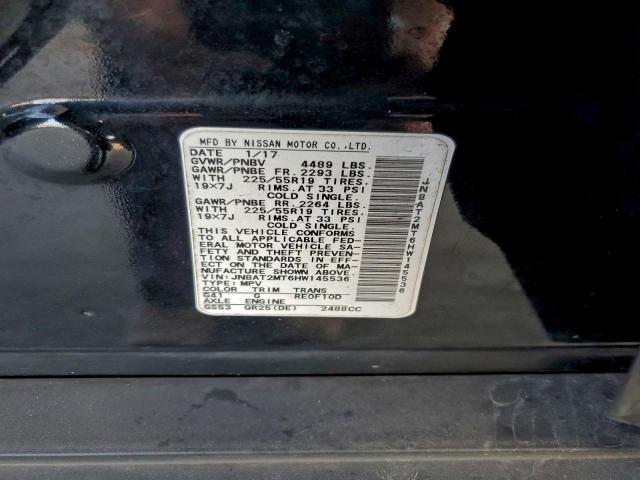 MFD BY NISSAN MOTOR CO.,LTD.
DATE 1/17
GVWR/PNBV 4489 LBS.
GAWR/PNBE FR. 2293 LBS.
WITH 225/55R19 TIRES.
19X7J RIMS.AT 33 PSI
COLD SINGLE.
GAWR/PNBE RR. 2264 LBS.
WITH 225/55R19 TIRES.
19X7J RIMS.AT 33 PSI
COLD SINGLE.
THIS VEHICLE CONFORMS
TO ALL APPLICABLE FED-
ERAL MOTOR VEHICLE SA-
FETY AND THEFT PREVEN-
TION STANDARDS IN EFF-
ECT ON THE DATE OF MA-
NUFACTURE SHOWN ABOVE.
VIN:JN8AT2MT6HW145536
TYPE: MPV
COLOR TRIM TRANS
G41 G RE0F10D
AXLE ENGINE
GS53 QR25(DE) 2488CC
JN8AT2MT6HW145536